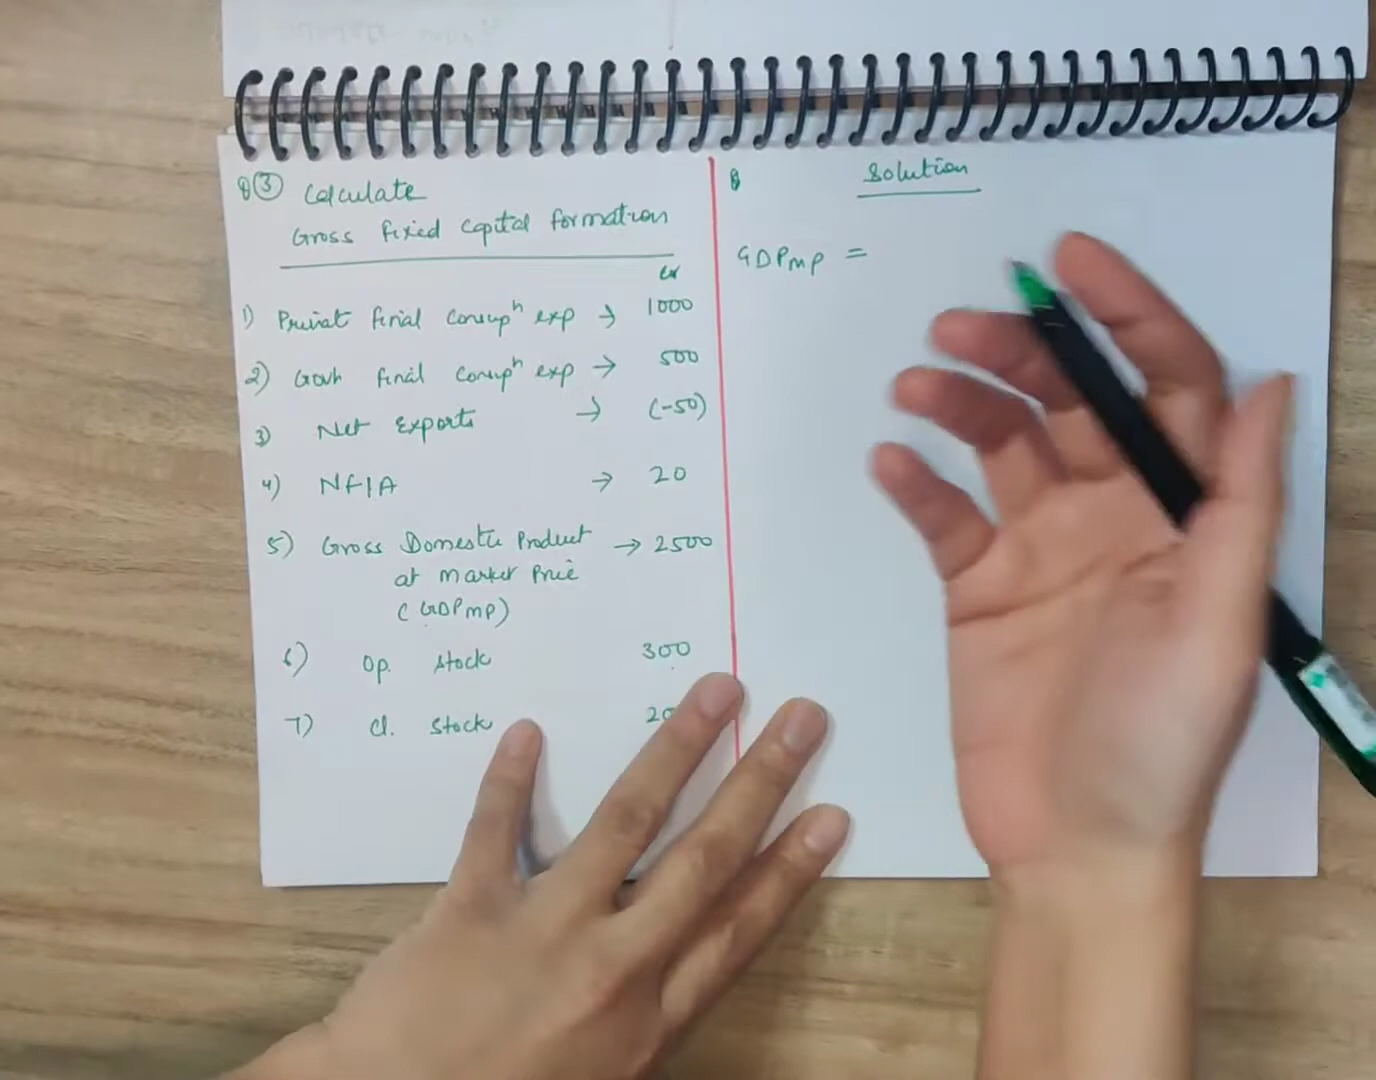 Q③ Calculate
Gross fixed capital formation
cr
1) Privat final consupⁿ exp → 1000
2) Govt final consupⁿ exp → 500
3) Net Exports → (-50)
4) NFIA → 20
5) Gross Domestic Product → 2500
at market Price
(GDPMP)
6) Op. stock 300
7) Cl. stock
Solution
GDPMP =